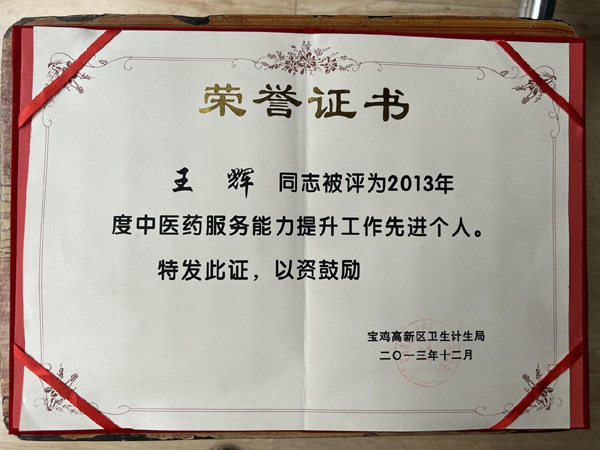 荣誉证书
王辉 同志被评为2013年
度中医药服务能力提升工作先进个人。
特发此证，以资鼓励
宝鸡高新区卫生计生局
二〇一三年十二月